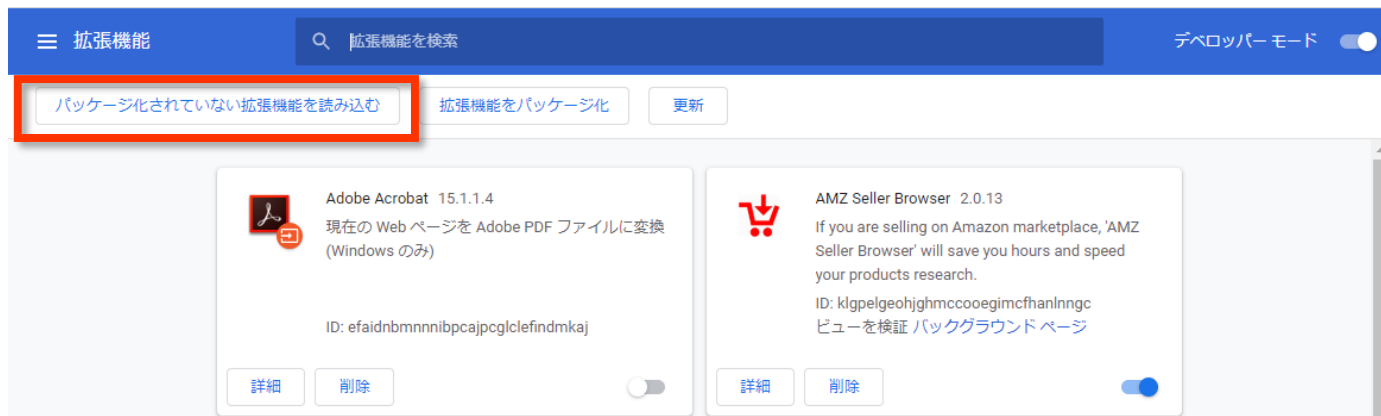 拡張機能
拡張機能を検索
デベロッパー モード
パッケージ化されていない拡張機能を読み込む
拡張機能をパッケージ化
更新
Adobe Acrobat 15.1.1.4
現在の Web ページを Adobe PDF ファイルに変換
(Windows のみ)
ID: efaidnbmnnnibpcajpcglclefindmkaj
詳細
削除
AMZ Seller Browser 2.0.13
If you are selling on Amazon marketplace, 'AMZ
Seller Browser' will save you hours and speed
your products research.
ID: klgpelgeohjghmccooegimcfhanlnngc
ビューを検証 バックグラウンド ページ
詳細
削除